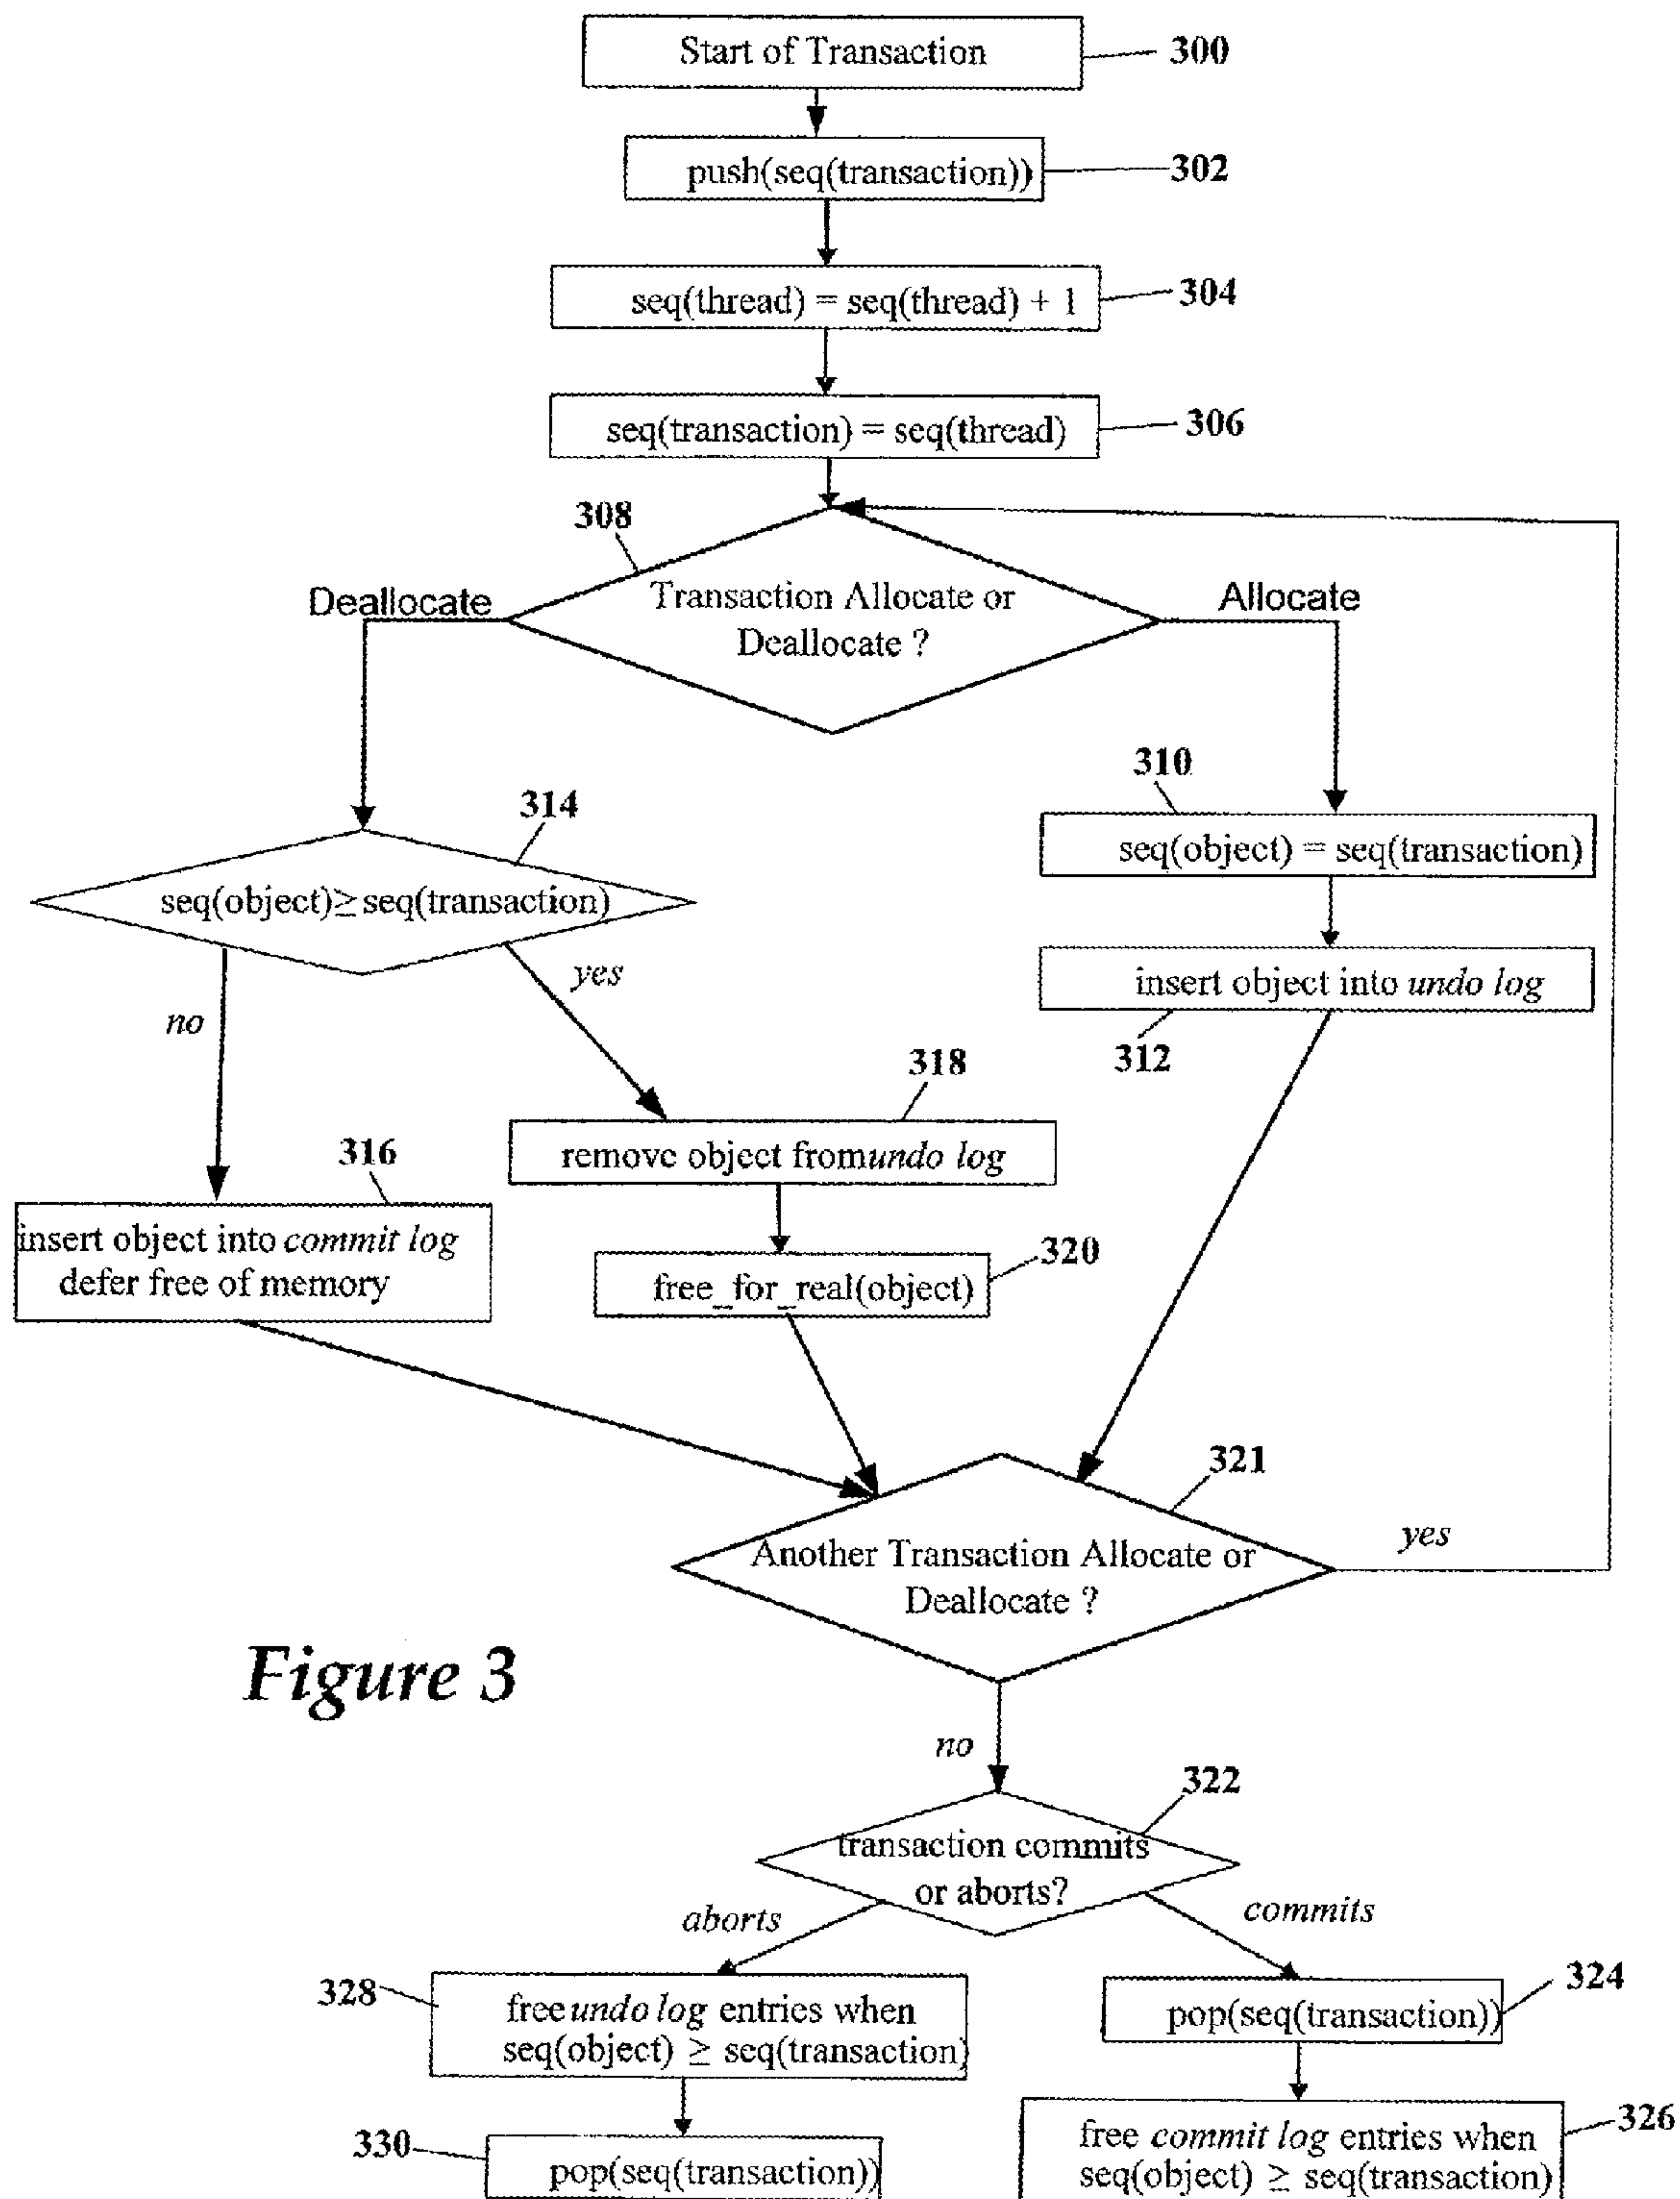 Start of Transaction
300
push(seq(transaction))
302
seq(thread) = seq(thread) + 1
304
seq(transaction) = seq(thread)
306
308
Deallocate
Transaction Allocate or
Deallocate ?
Allocate
310
seq(object) = seq(transaction)
314
seq(object)≥seq(transaction)
insert object into undo log
312
no
yes
318
remove object from undo log
316
insert object into commit log
defer free of memory
320
free_for_real(object)
321
Another Transaction Allocate or
Deallocate ?
yes
Figure 3
no
322
transaction commits
or aborts?
aborts
commits
328
free undo log entries when
seq(object) ≥ seq(transaction)
324
pop(seq(transaction))
330
pop(seq(transaction))
326
free commit log entries when
seq(object) ≥ seq(transaction)